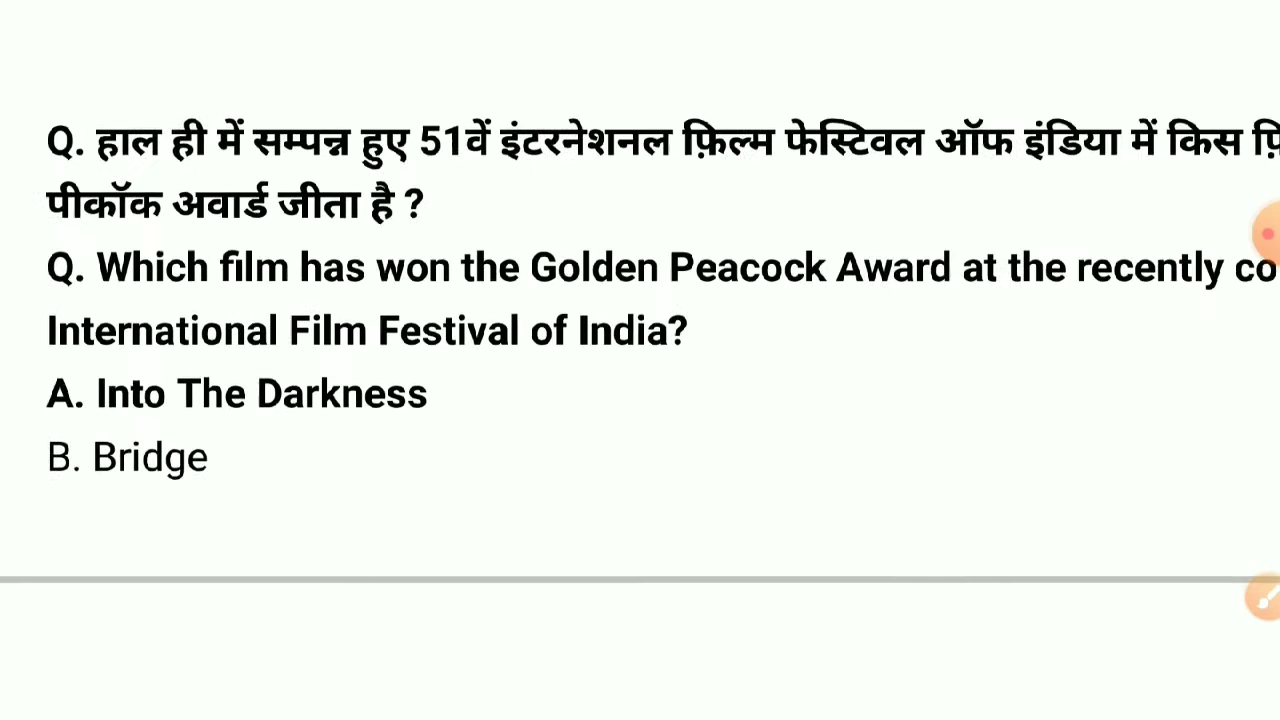 Q. हाल ही में सम्पन्न हुए 51वें इंटरनेशनल फ़िल्म फेस्टिवल ऑफ इंडिया में किस
पीकॉक अवार्ड जीता है ?
Q. Which film has won the Golden Peacock Award at the recently co
International Film Festival of India?
A. Into The Darkness
B. Bridge